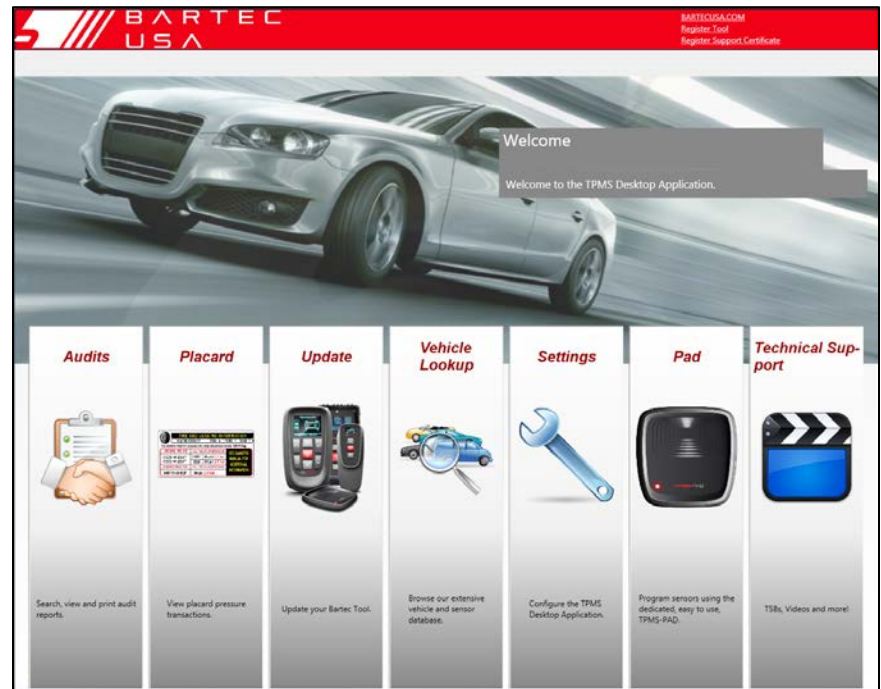 BARTEC
USA
BARTECUSA.COM
Register Tool
Register Support Certificate
Welcome
Welcome to the TPMS Desktop Application.
Audits
Placard
Update
Vehicle
Lookup
Settings
Pad
Technical Sup-
port
Search, view and print audit
reports.
View placard pressure
transactions.
Update your Bartec Tool.
Browse our extensive
vehicle and sensor
database.
Configure the TPMS
Desktop Application.
Program sensors using the
dedicated, easy to use,
TPMS-PAD.
TSBs, Videos and more!